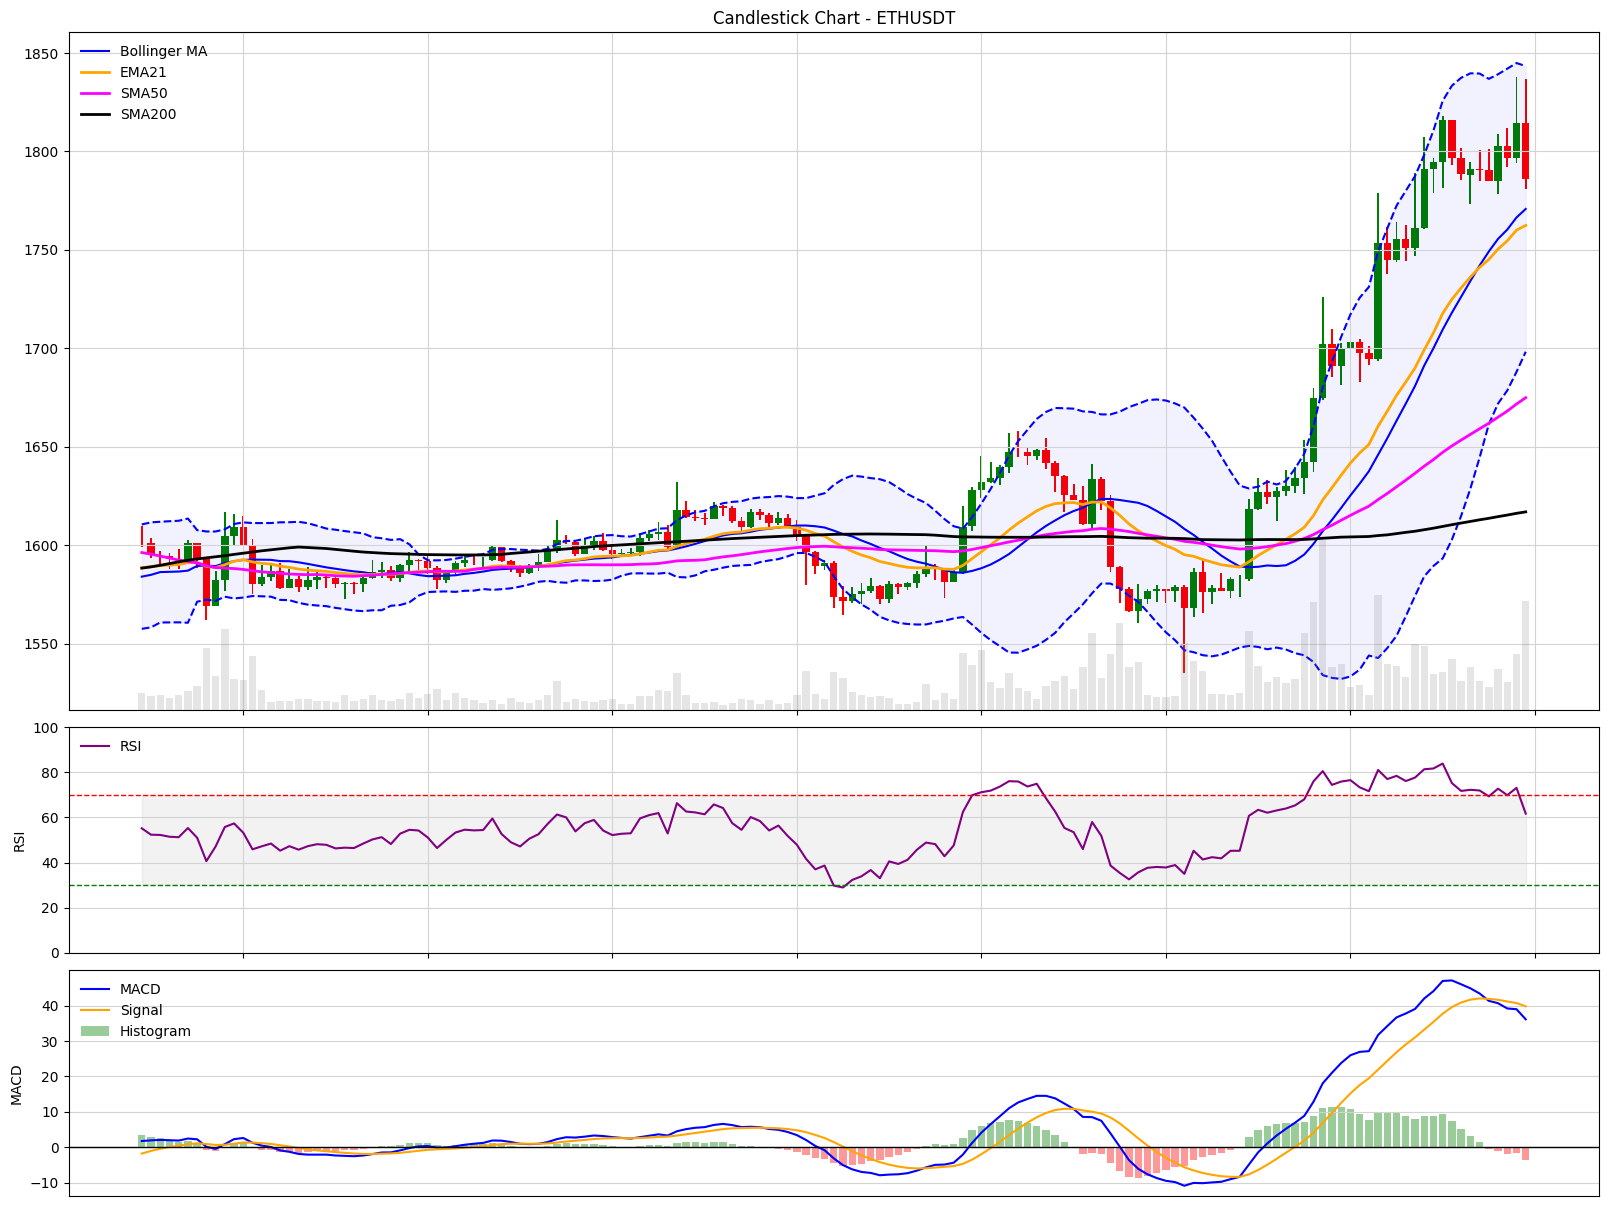 Candlestick Chart - ETHUSDT
Bollinger MA
EMA21
SMA50
SMA200
1850
1800
1750
1700
1650
1600
1550
RSI
100
80
60
40
20
0
RSI
MACD
Signal
Histogram
40
30
20
10
0
−10
MACD